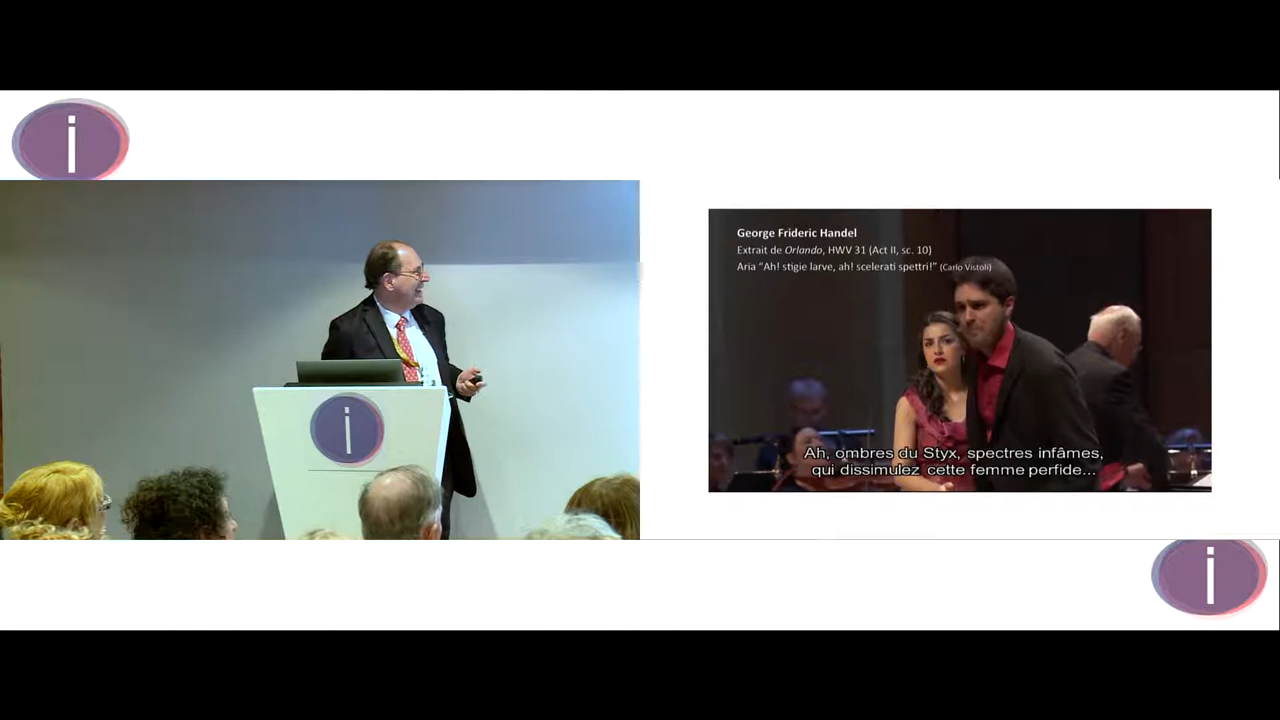 i
i
George Frideric Handel
Extrait de Orlando, HWV 31 (Act II, sc. 10)
Aria “Ah! stigie larve, ah! scelerati spettri!” (Carlo Vistoli)
Ah, ombres du Styx, spectres infâmes,
qui dissimulez cette femme perfide...
i